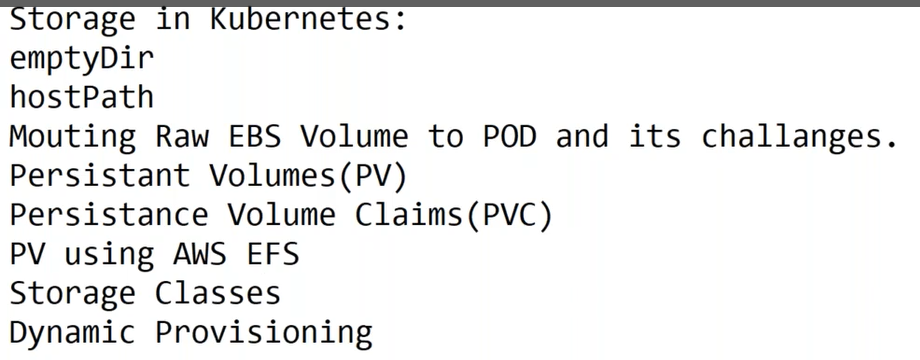 Storage in Kubernetes:
emptyDir
hostPath
Mouting Raw EBS Volume to POD and its challanges.
Persistant Volumes(PV)
Persistance Volume Claims(PVC)
PV using AWS EFS
Storage Classes
Dynamic Provisioning